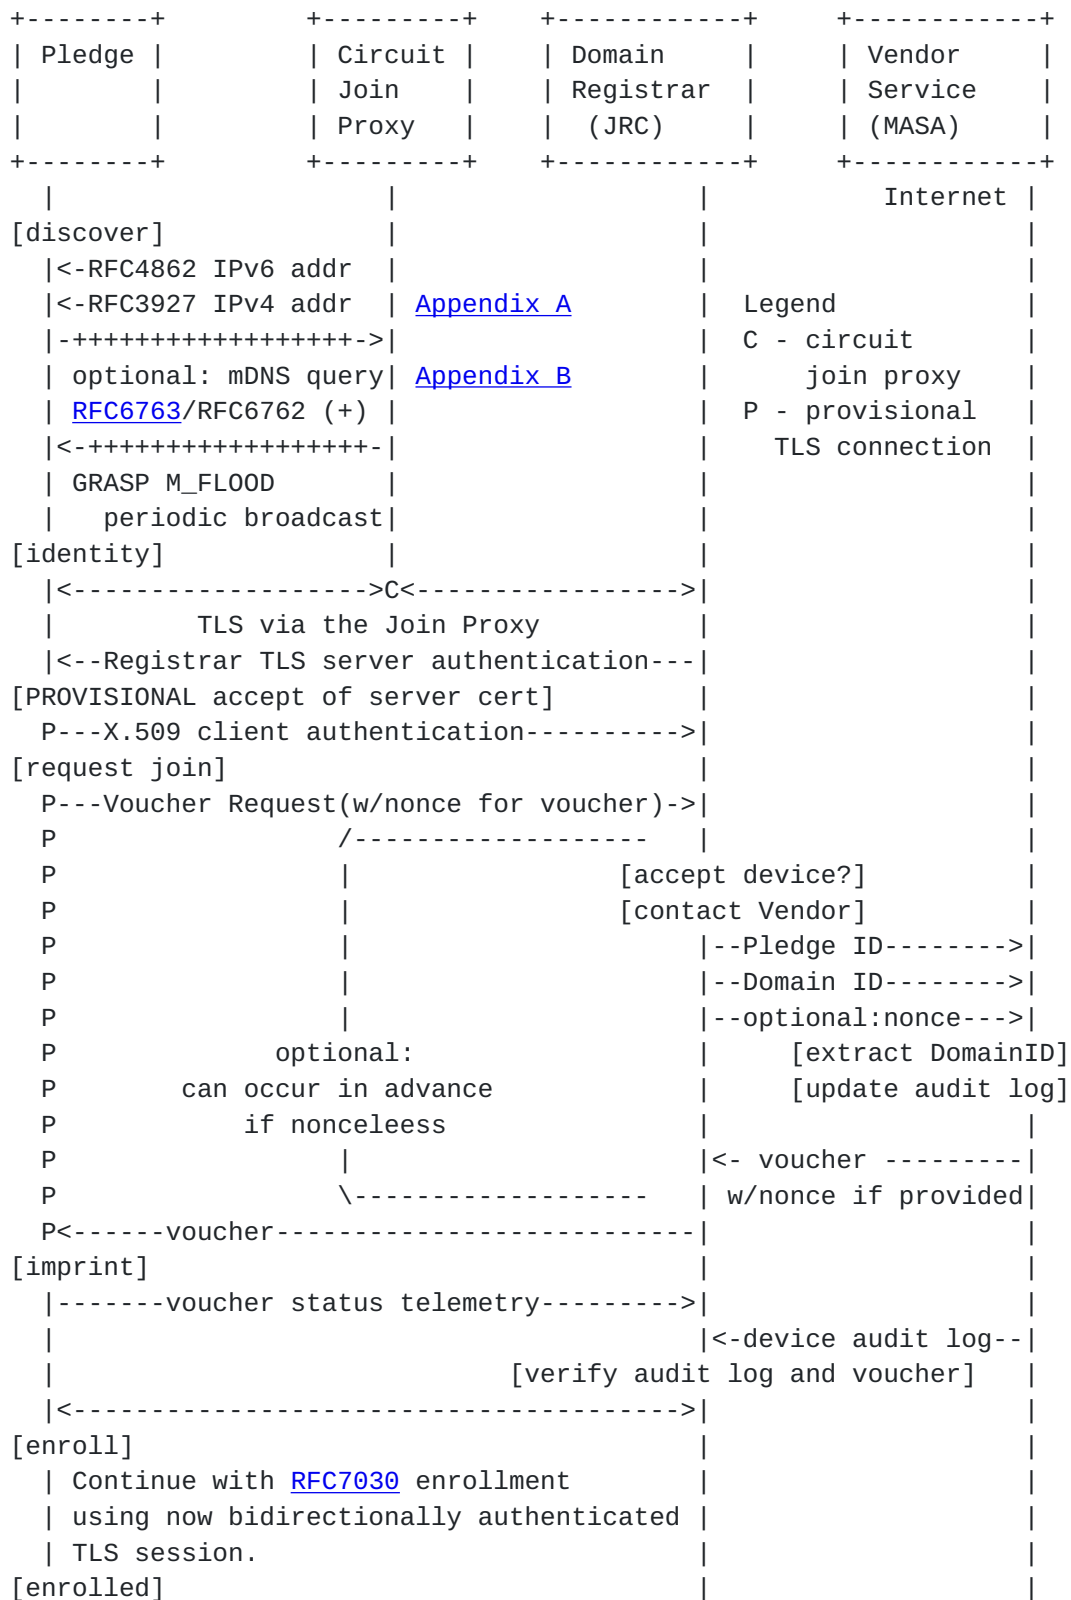 +--------+         +---------+    +------------+     +------------+
| Pledge |         | Circuit |    | Domain     |     | Vendor     |
|        |         | Join    |    | Registrar  |     | Service    |
|        |         | Proxy   |    |  (JRC)     |     | (MASA)     |
+--------+         +---------+    +------------+     +------------+
  |                     |                   |           Internet |
[discover]              |                   |                    |
  |<-RFC4862 IPv6 addr  |                   |                    |
  |<-RFC3927 IPv4 addr  | Appendix A        |  Legend            |
  |-++++++++++++++++++->|                   |  C - circuit       |
  | optional: mDNS query| Appendix B        |      join proxy    |
  | RFC6763/RFC6762 (+) |                   |  P - provisional   |
  |<-++++++++++++++++++-|                   |    TLS connection  |
  | GRASP M_FLOOD       |                   |                    |
  |   periodic broadcast|                   |                    |
[identity]              |                   |                    |
  |<------------------->C<----------------->|                    |
  |         TLS via the Join Proxy          |                    |
  |<--Registrar TLS server authentication---|                    |
[PROVISIONAL accept of server cert]         |                    |
  P---X.509 client authentication---------->|                    |
[request join]                              |                    |
  P---Voucher Request(w/nonce for voucher)->|                    |
  P                  /-------------------   |                    |
  P                  |                 [accept device?]          |
  P                  |                 [contact Vendor]          |
  P                  |                      |--Pledge ID-------->|
  P                  |                      |--Domain ID-------->|
  P                  |                      |--optional:nonce--->|
  P              optional:                  |     [extract DomainID]
  P        can occur in advance             |     [update audit log]
  P            if nonceleess                |                    |
  P                  |                      |<- voucher ---------|
  P                  \-------------------   | w/nonce if provided|
  P<------voucher---------------------------|                    |
[imprint]                                   |                    |
  |-------voucher status telemetry--------->|                    |
  |                                         |<-device audit log--|
  |                             [verify audit log and voucher]   |
  |<--------------------------------------->|                    |
[enroll]                                    |                    |
  | Continue with RFC7030 enrollment        |                    |
  | using now bidirectionally authenticated |                    |
  | TLS session.                            |                    |
[enrolled]                                  |                    |